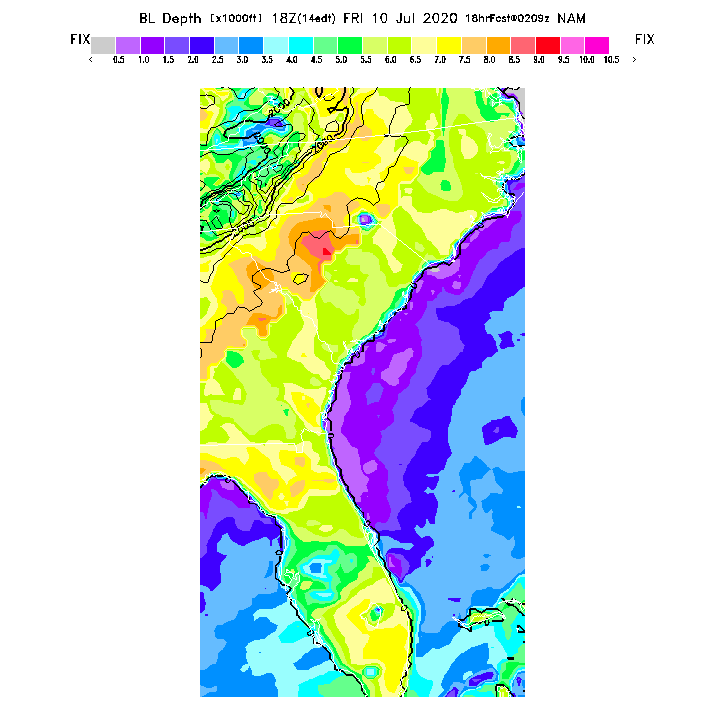 BL Depth [x1000ft] 18Z(14edt) FRI 10 Jul 2020 18hrFcst@0209z NAM
FIX FIX
< 0.5 1.0 1.5 2.0 2.5 3.0 3.5 4.0 4.5 5.0 5.5 6.0 6.5 7.0 7.5 8.0 8.5 9.0 9.5 10.0 10.5 >
2000
2000